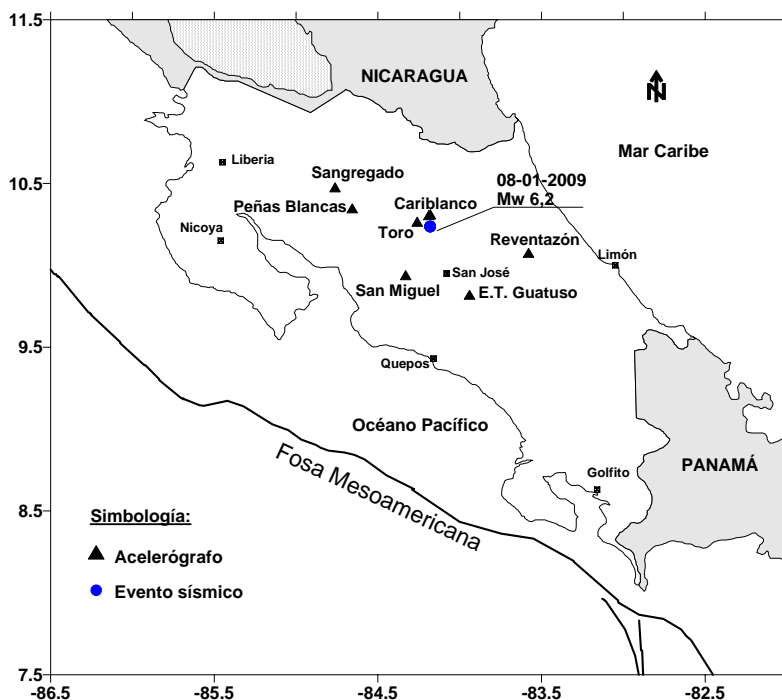 11.5
NICARAGUA
Mar Caribe
N
Liberia
Sangregado
10.5
08-01-2009
Mw 6,2
Peñas Blancas
Cariblanco
Toro
Nicoya
Reventazón
Limón
San José
San Miguel
E.T. Guatuso
9.5
Quepos
Océano Pacífico
PANAMÁ
Golfito
Fosa Mesoamericana
8.5
Simbología:
Acelerógrafo
Evento sísmico
7.5
-86.5 -85.5 -84.5 -83.5 -82.5